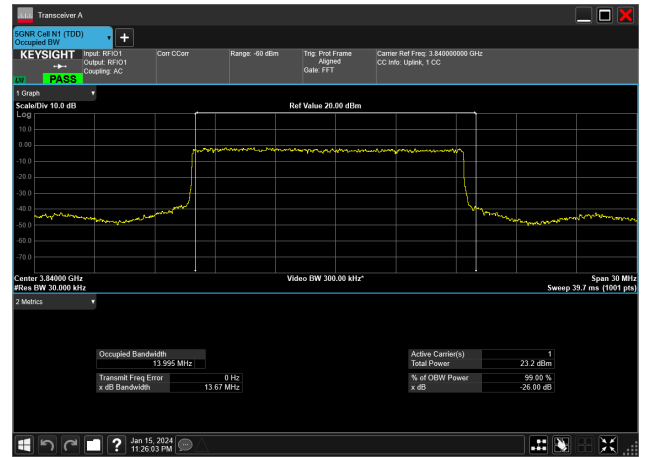 Transceiver A
5GNR Cell N1 (TDD)
Occupied BW
KEYSIGHT
LXI
PASS
Input: RFIO1
Output: RFIO1
Coupling: AC
Corr CCorr
Range: -60 dBm
Trig: Prot Frame
Aligned
Gate: FFT
Carrier Ref Freq: 3.840000000 GHz
CC Info: Uplink, 1 CC
1 Graph
Scale/Div 10.0 dB
Ref Value 20.00 dBm
Log
10.0
0.00
-10.0
-20.0
-30.0
-40.0
-50.0
-60.0
-70.0
Center 3.84000 GHz
Video BW 300.00 kHz*
Span 30 MHz
#Res BW 30.000 kHz
Sweep 39.7 ms (1001 pts)
2 Metrics
Occupied Bandwidth
13.995 MHz
Transmit Freq Error 0 Hz
x dB Bandwidth 13.67 MHz
Active Carrier(s) 1
Total Power 23.2 dBm
% of OBW Power 99.00 %
x dB -26.00 dB
Jan 15, 2024
11:26:03 PM